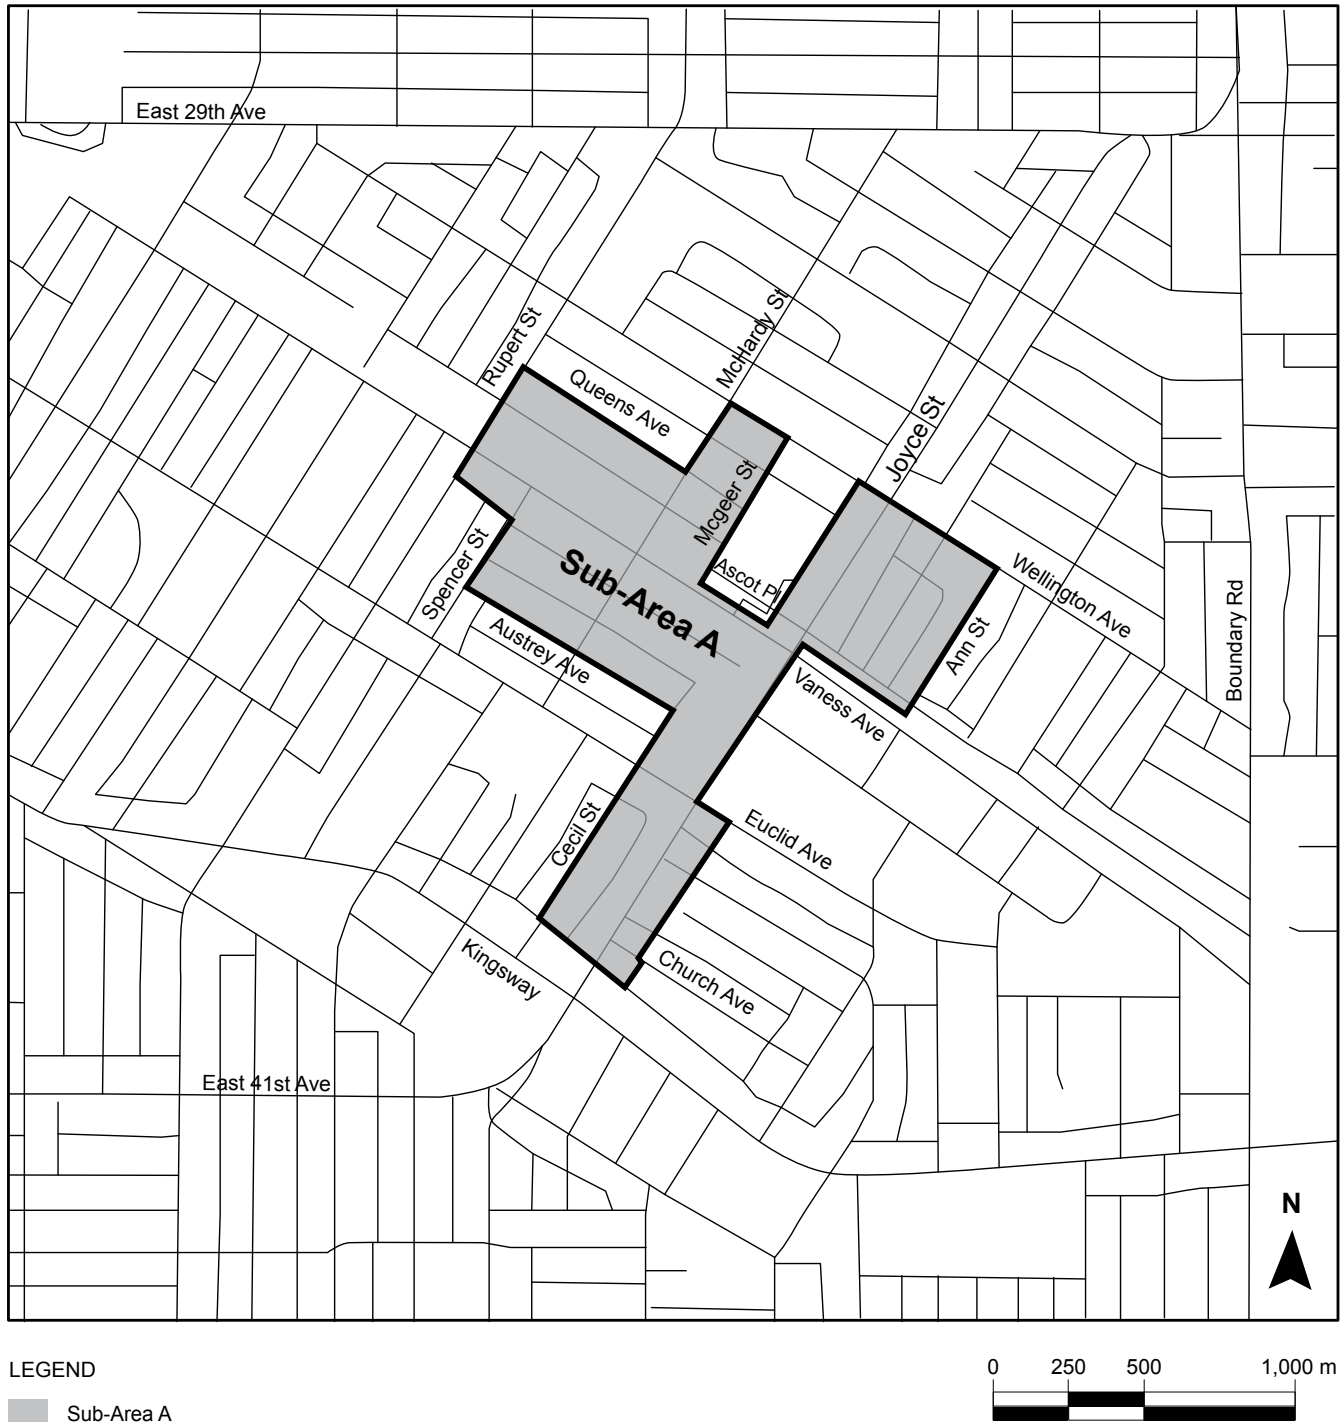 East 29th Ave
Rupert St
McHardy St
Queens Ave
Joyce St
Mcgeer St
Ascot Pl
Wellington Ave
Sub-Area A
Spencer St
Boundary Rd
Austrey Ave
Ann St
Vaness Ave
Cecil St
Euclid Ave
Kingsway
Church Ave
East 41st Ave
N
LEGEND
0 250 500 1,000 m
Sub-Area A